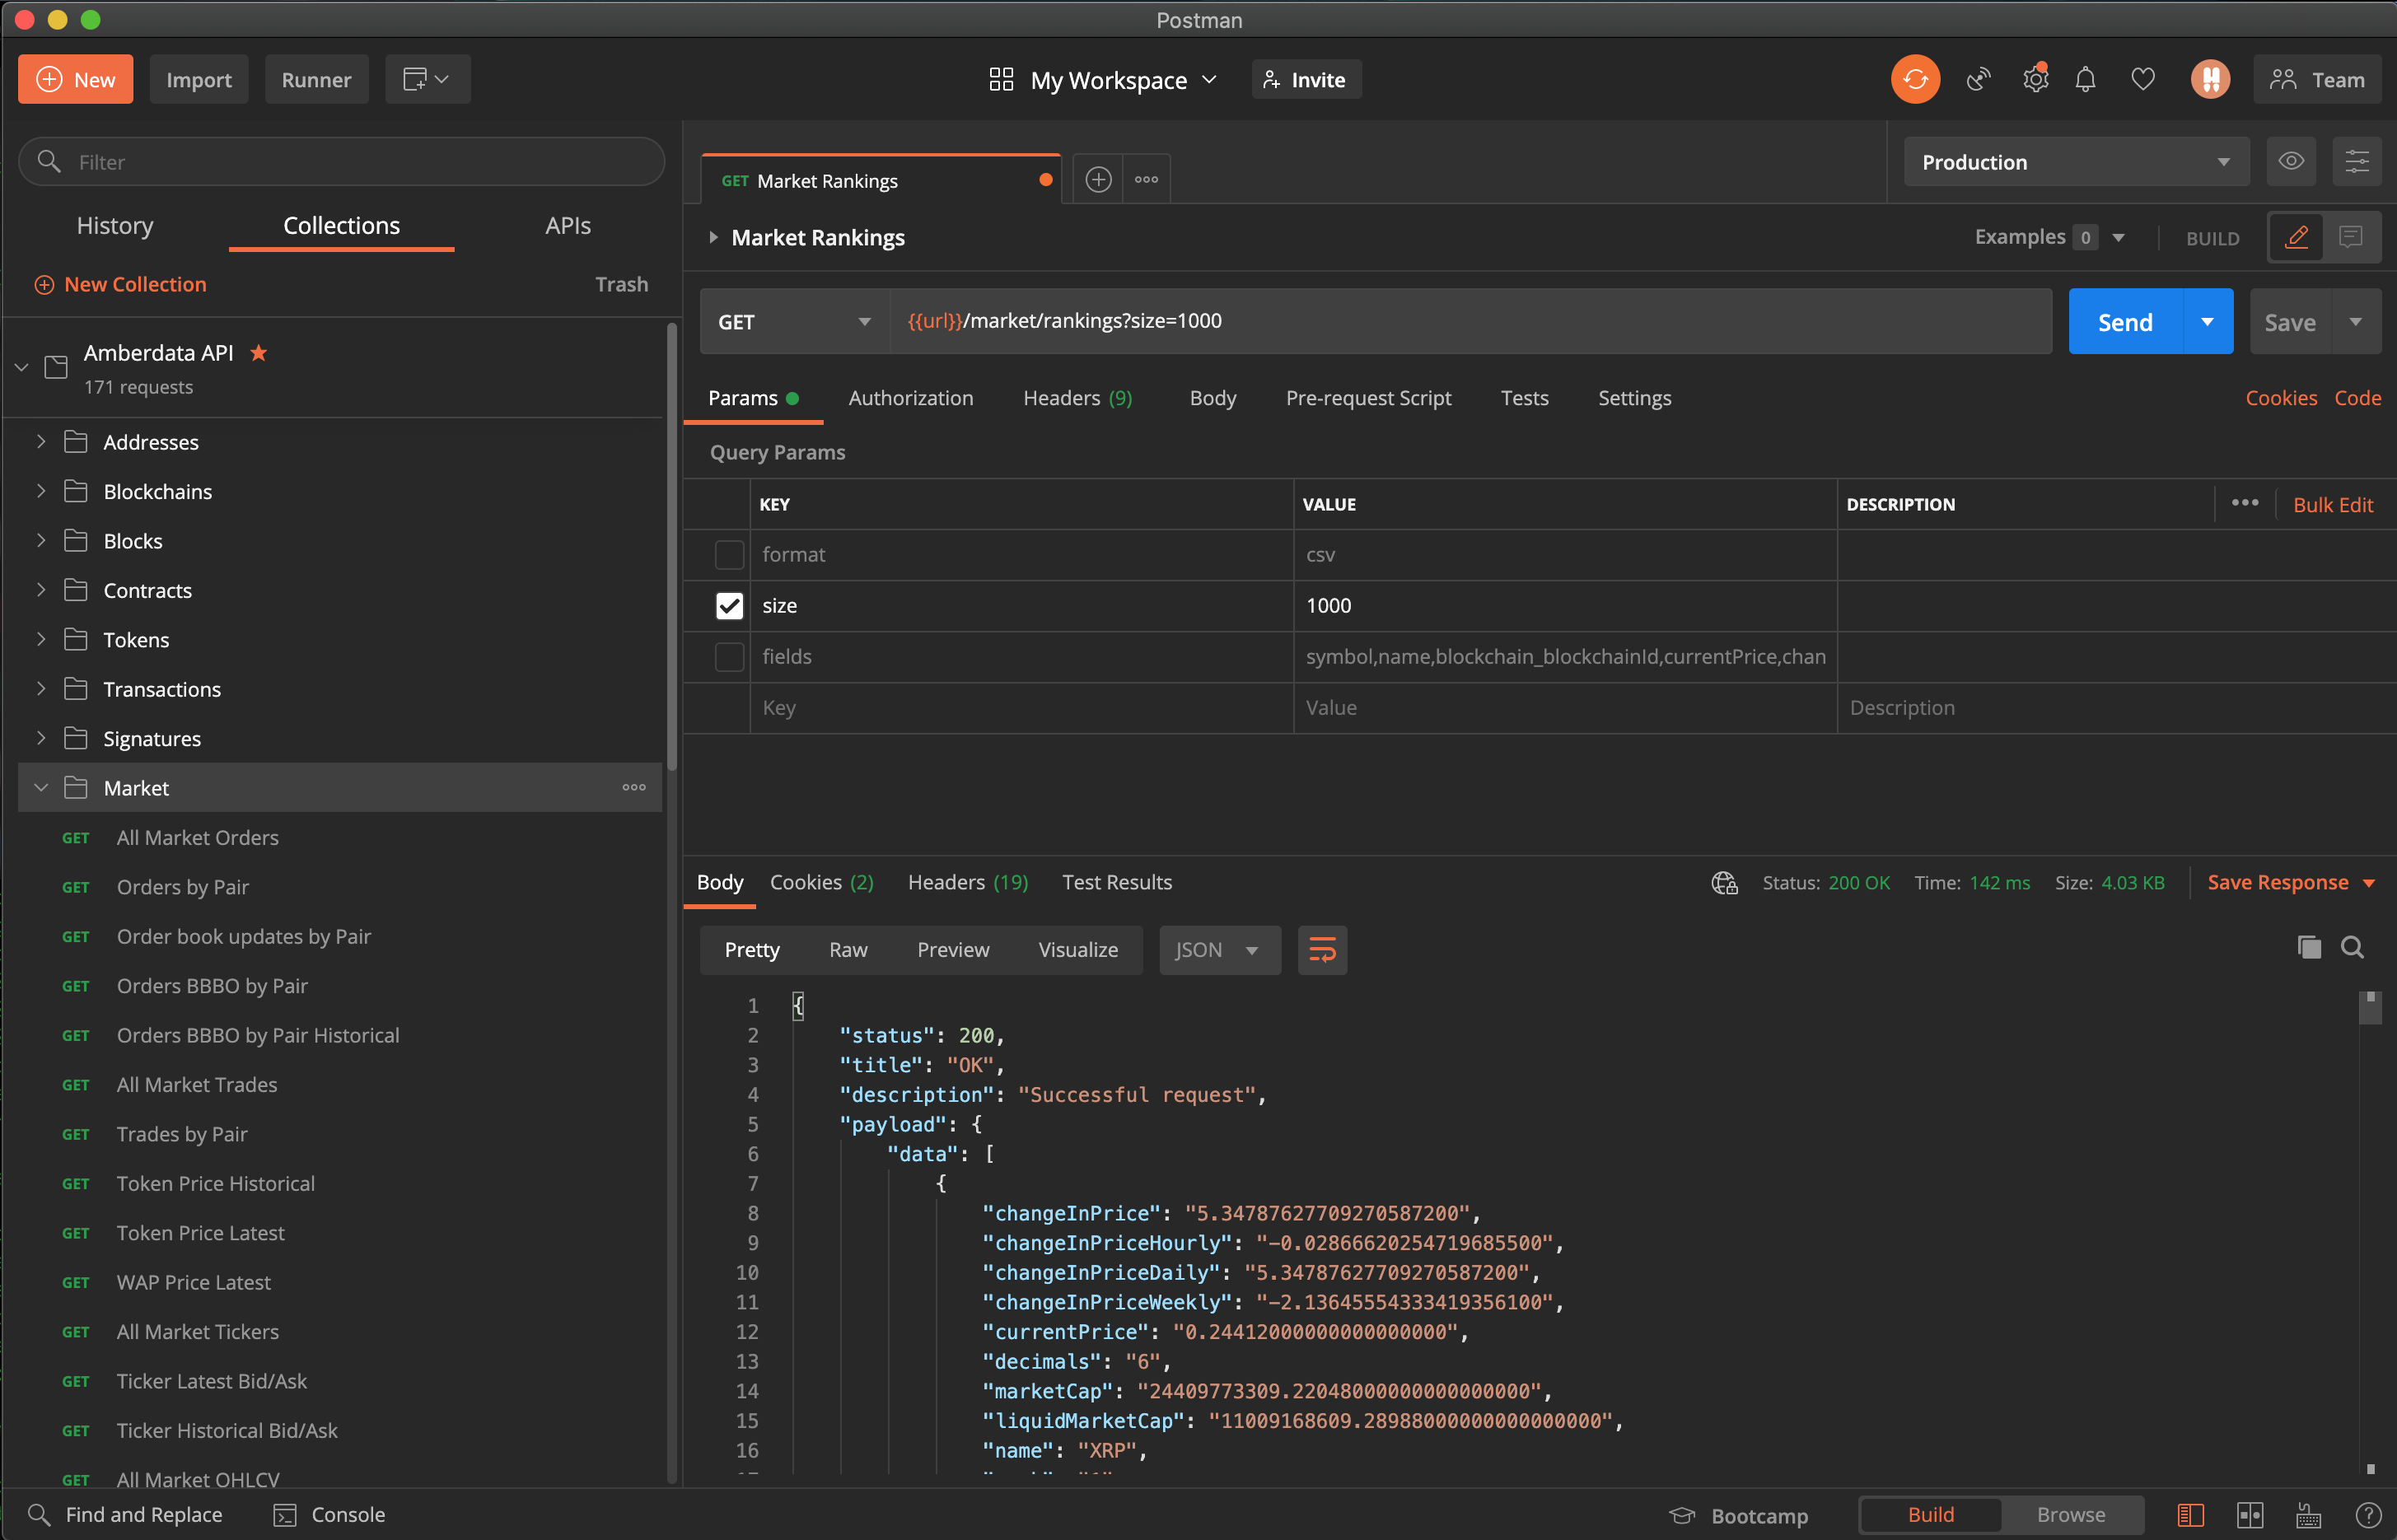 Postman
New
Import
Runner
My Workspace
Invite
Team
Filter
History
Collections
APIs
New Collection
Trash
Amberdata API
171 requests
Addresses
Blockchains
Blocks
Contracts
Tokens
Transactions
Signatures
Market
GET All Market Orders
GET Orders by Pair
GET Order book updates by Pair
GET Orders BBBO by Pair
GET Orders BBBO by Pair Historical
GET All Market Trades
GET Trades by Pair
GET Token Price Historical
GET Token Price Latest
GET WAP Price Latest
GET All Market Tickers
GET Ticker Latest Bid/Ask
GET Ticker Historical Bid/Ask
GET All Market OHLCV
GET Market Rankings
Production
Market Rankings
Examples 0
BUILD
GET
{{url}}/market/rankings?size=1000
Send
Save
Params
Authorization
Headers (9)
Body
Pre-request Script
Tests
Settings
Cookies
Code
Query Params
KEY VALUE DESCRIPTION
Bulk Edit
format csv
size 1000
fields symbol,name,blockchain_blockchainId,currentPrice,chan
Key Value Description
Body
Cookies (2)
Headers (19)
Test Results
Status: 200 OK
Time: 142 ms
Size: 4.03 KB
Save Response
Pretty
Raw
Preview
Visualize
JSON
1 {
2 "status": 200,
3 "title": "OK",
4 "description": "Successful request",
5 "payload": {
6 "data": [
7 {
8 "changeInPrice": "5.34787627709270587200",
9 "changeInPriceHourly": "-0.02866620254719685500",
10 "changeInPriceDaily": "5.34787627709270587200",
11 "changeInPriceWeekly": "-2.13645554333419356100",
12 "currentPrice": "0.24412000000000000000",
13 "decimals": "6",
14 "marketCap": "24409773309.22048000000000000000",
15 "liquidMarketCap": "11009168609.28988000000000000000",
16 "name": "XRP",
Find and Replace
Console
Bootcamp
Build
Browse